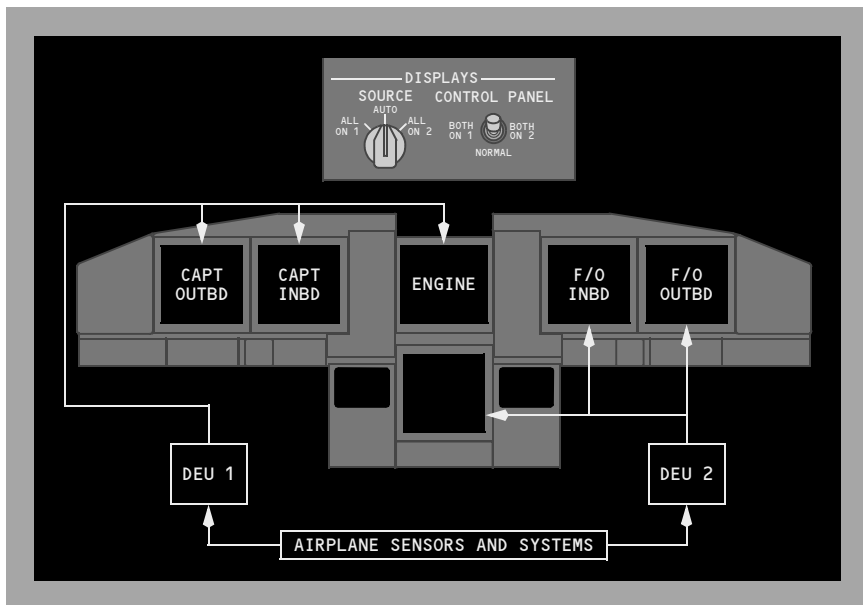 DISPLAYS
SOURCE CONTROL PANEL
AUTO
ALL ALL
ON 1 ON 2
BOTH BOTH
ON 1 ON 2
NORMAL
CAPT CAPT F/O F/O
OUTBD INBD ENGINE INBD OUTBD
DEU 1 DEU 2
AIRPLANE SENSORS AND SYSTEMS